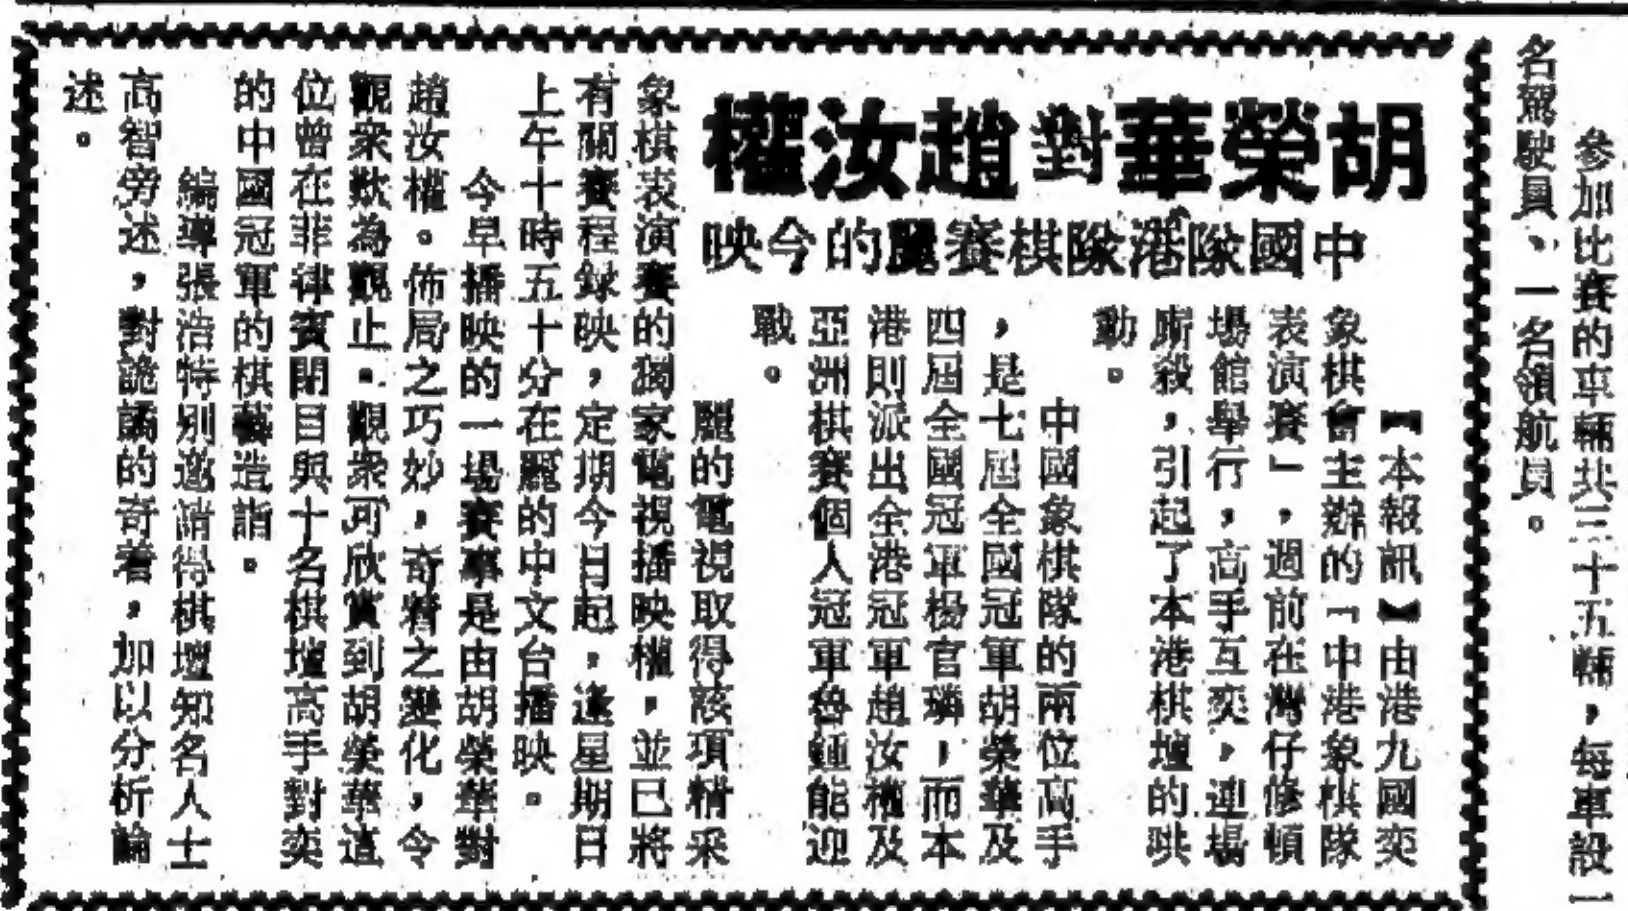 參加比賽的車輛共三十五輛，每車設一
名駕駛員、一名領航員。
胡榮華對趙汝權
中國隊港隊棋賽麗的今映
【本報訊】由港九國奕
象棋會主辦的「中港象棋隊
表演賽」，週前在灣仔修頓
場館舉行，高手互奕，連場
廝殺，引起了本港棋壇的哄
動。
中國象棋隊的兩位高手
，是七屆全國冠軍胡榮華及
四屆全國冠軍楊官璘，而本
港則派出全港冠軍趙汝權及
亞洲棋賽個人冠軍魯鍾能迎
戰。
麗的電視取得該項精采
象棋表演賽的獨家電視播映權，並已將
有關賽程錄映，定期今日起，逢星期日
上午十時五十分在麗的中文台播映。
今早播映的一場賽事是由胡榮華對
趙汝權。佈局之巧妙，奇着之變化，令
觀衆歎為觀止。觀衆可欣賞到胡榮華這
位曾在非律賓閉目與十名棋壇高手對奕
的中國冠軍的棋藝造詣。
編導張浩特別邀請得棋壇知名人士
高智旁述，對詭譎的奇着，加以分析論
述。